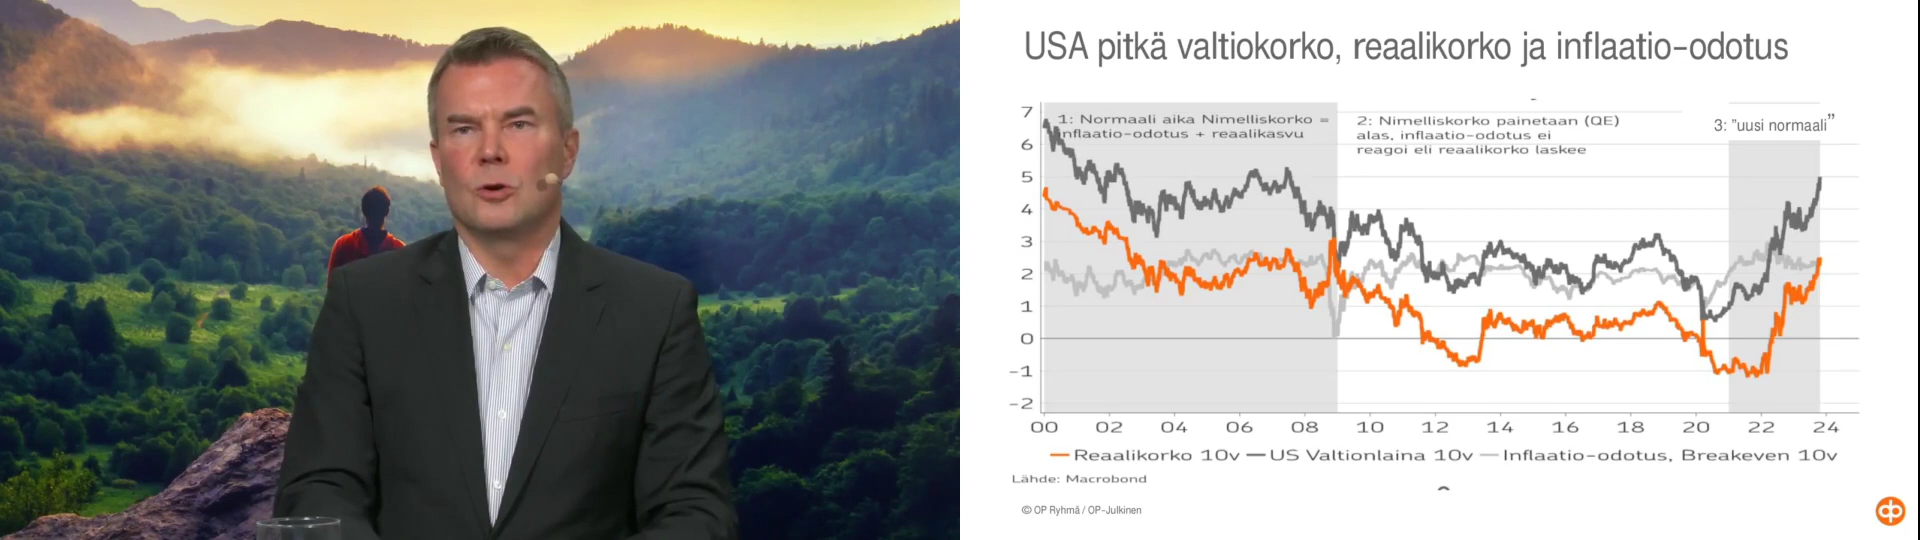 USA pitkä valtiokorko, reaalikorko ja inflaatio-odotus
1: Normaali aika Nimelliskorko =
inflaatio-odotus + reaalikasvu
2: Nimelliskorko painetaan (QE)
alas, inflaatio-odotus ei
reagoi eli reaalikorko laskee
3: "uusi normaali"
7
6
5
4
3
2
1
0
-1
-2
00 02 04 06 08 10 12 14 16 18 20 22 24
Reaalikorko 10v US Valtionlaina 10v Inflaatio-odotus, Breakeven 10v
Lähde: Macrobond
© OP Ryhmä / OP-Julkinen